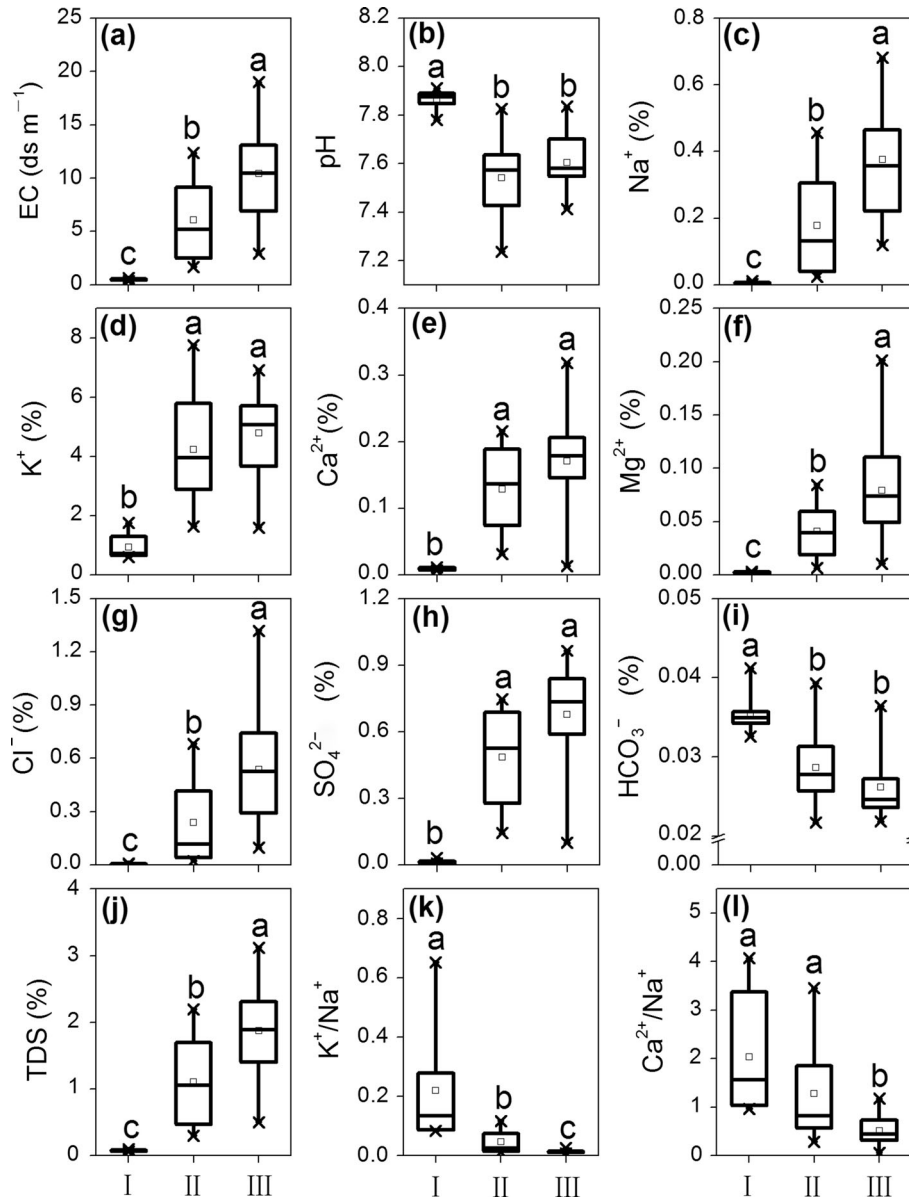 (a)
EC (ds m⁻¹)
25
20
15
10
5
0
c
b
a
(b)
pH
8.2
8.0
7.8
7.6
7.4
7.2
a
b
b
(c)
Na⁺ (%)
0.8
0.6
0.4
0.2
0.0
c
b
a
(d)
K⁺ (%)
8
6
4
2
0
b
a
a
(e)
Ca²⁺(%)
0.4
0.3
0.2
0.1
0.0
b
a
a
(f)
Mg²⁺ (%)
0.25
0.20
0.15
0.10
0.05
0.00
c
b
a
(g)
Cl⁻(%)
1.5
1.2
0.9
0.6
0.3
0.0
c
b
a
(h)
SO₄²⁻ (%)
1.2
0.9
0.6
0.3
0.0
b
a
a
(i)
HCO₃⁻ (%)
0.05
0.04
0.03
0.02
0.00
a
b
b
(j)
TDS (%)
4
3
2
1
0
c
b
a
I II III
(k)
K⁺/Na⁺
0.8
0.6
0.4
0.2
0.0
a
b
c
I II III
(l)
Ca²⁺/Na⁺
5
4
3
2
1
0
a
a
b
I II III